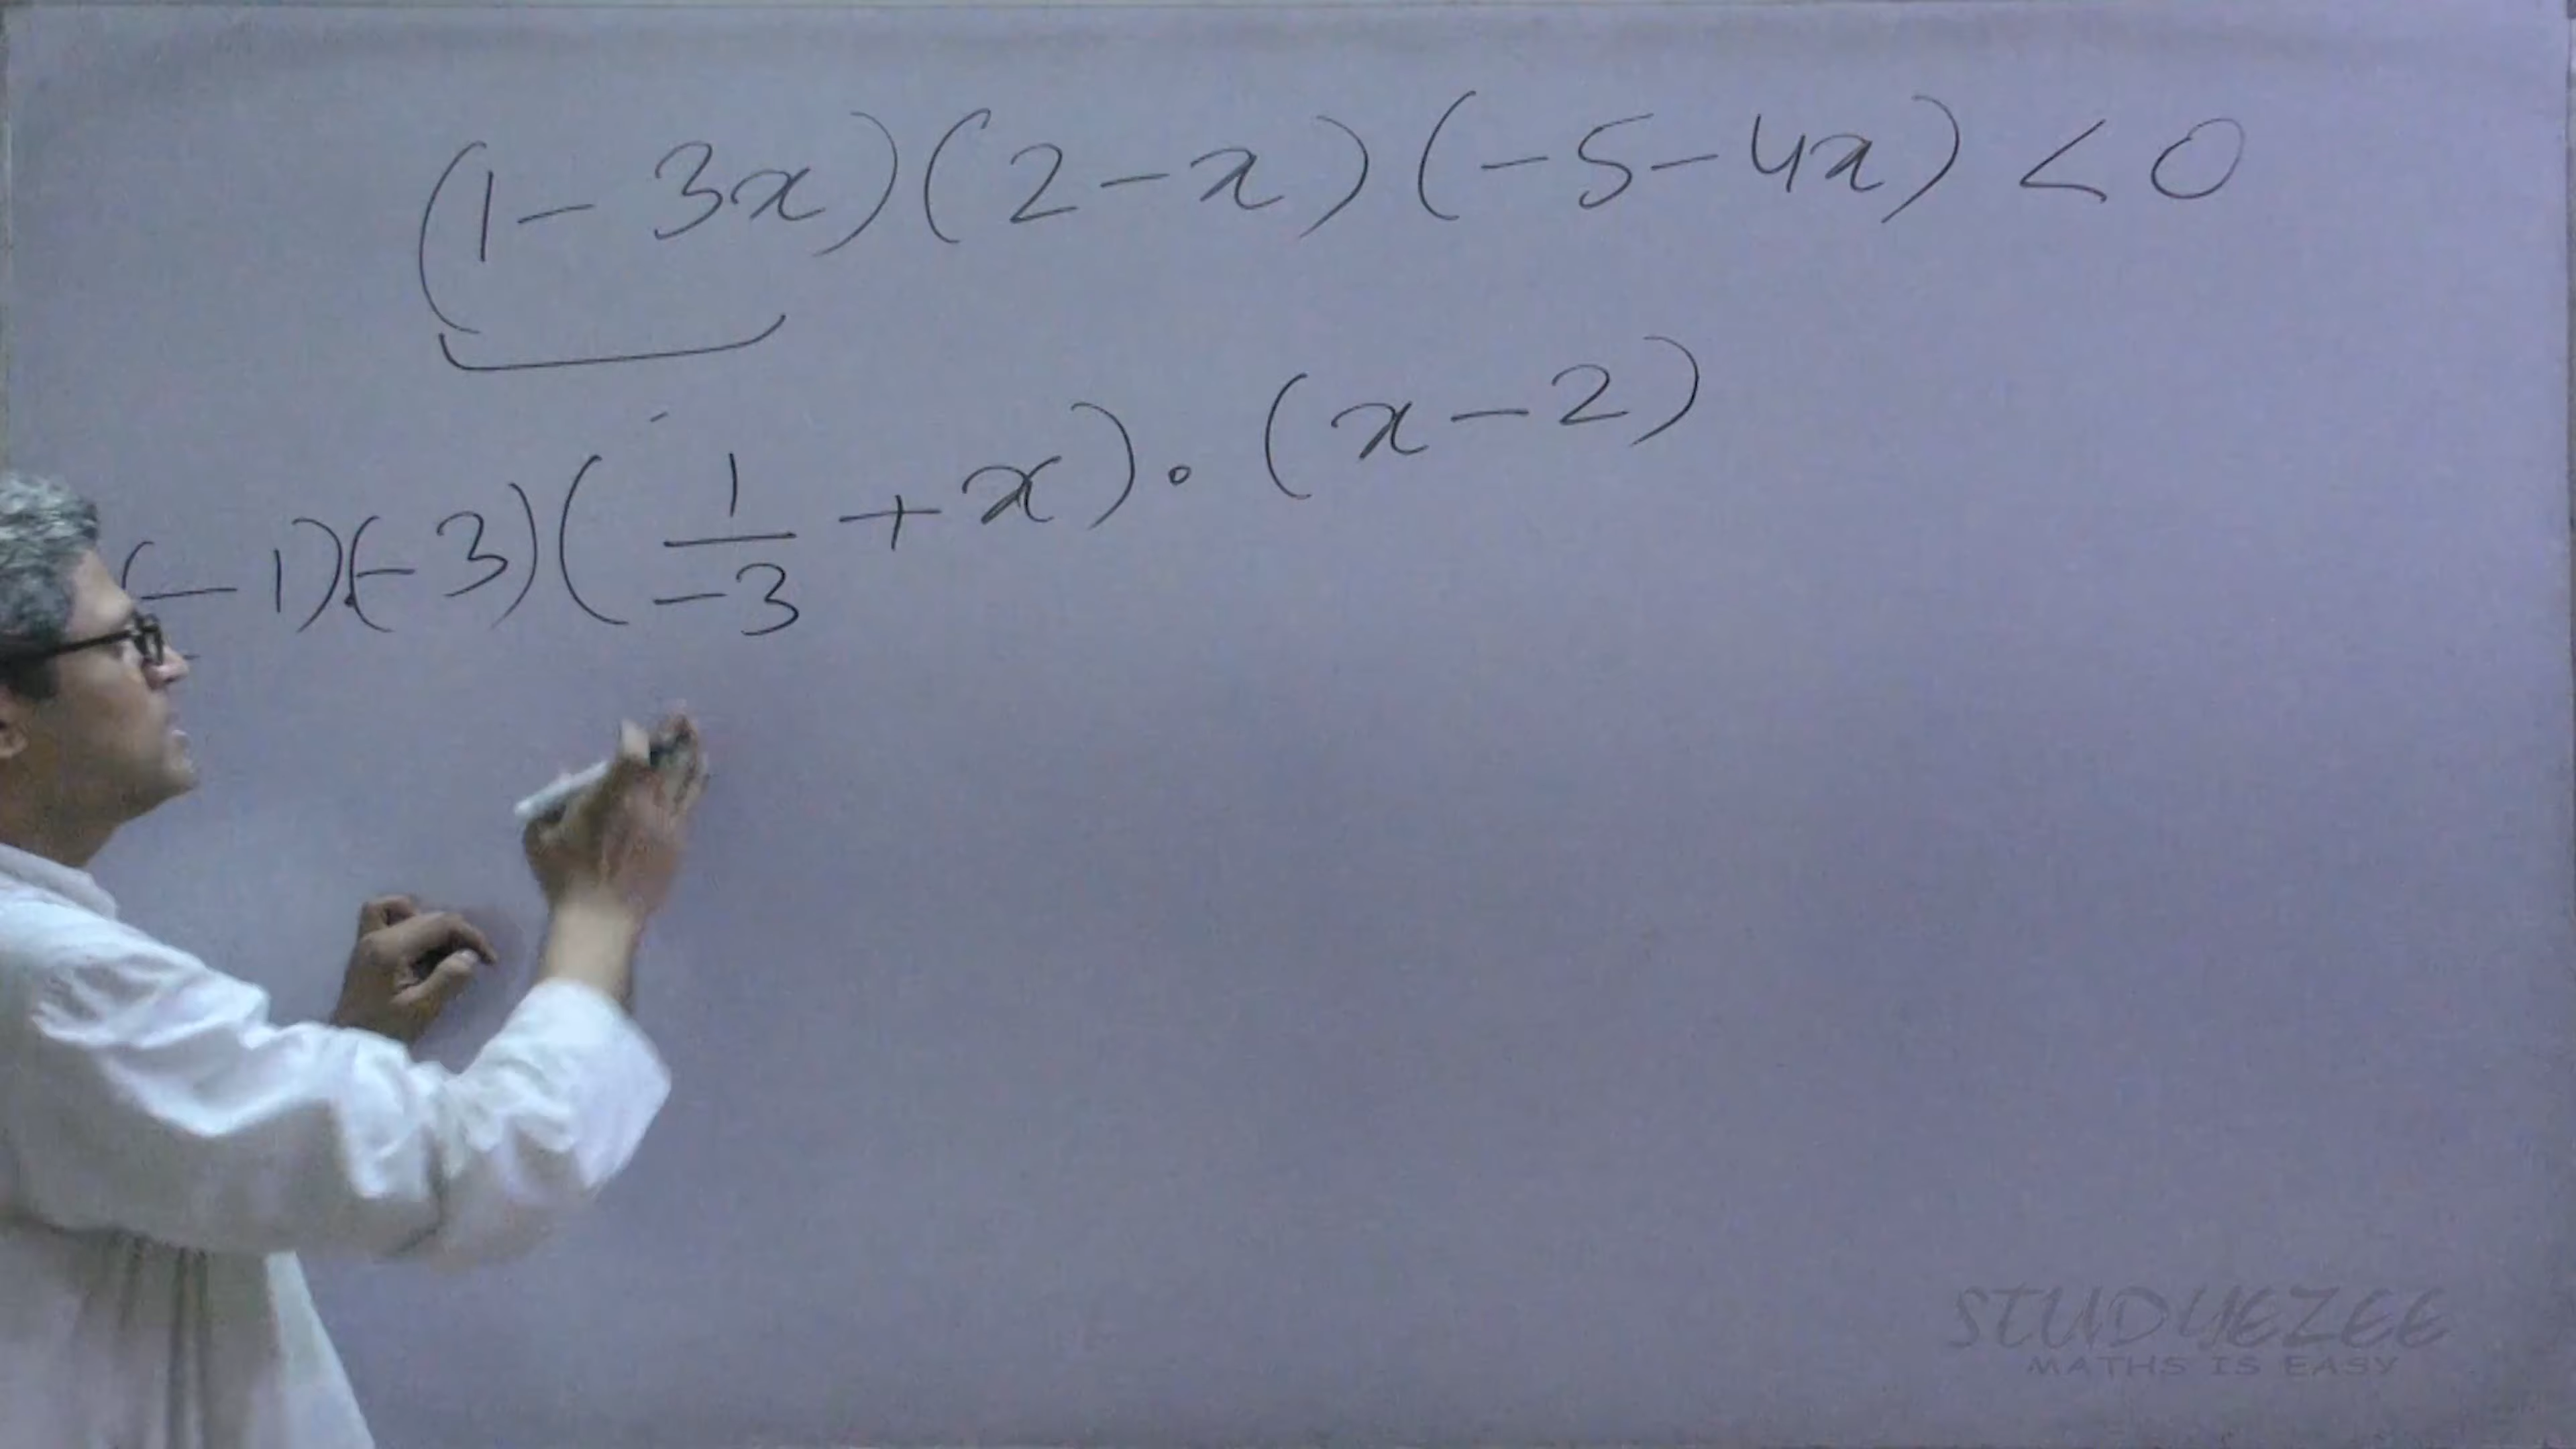 (1-3x)(2-x)(-5-4x) < 0
(-1)(-3)(1/-3 + x).(x-2)
STUDYEZEE
MATHS IS EASY